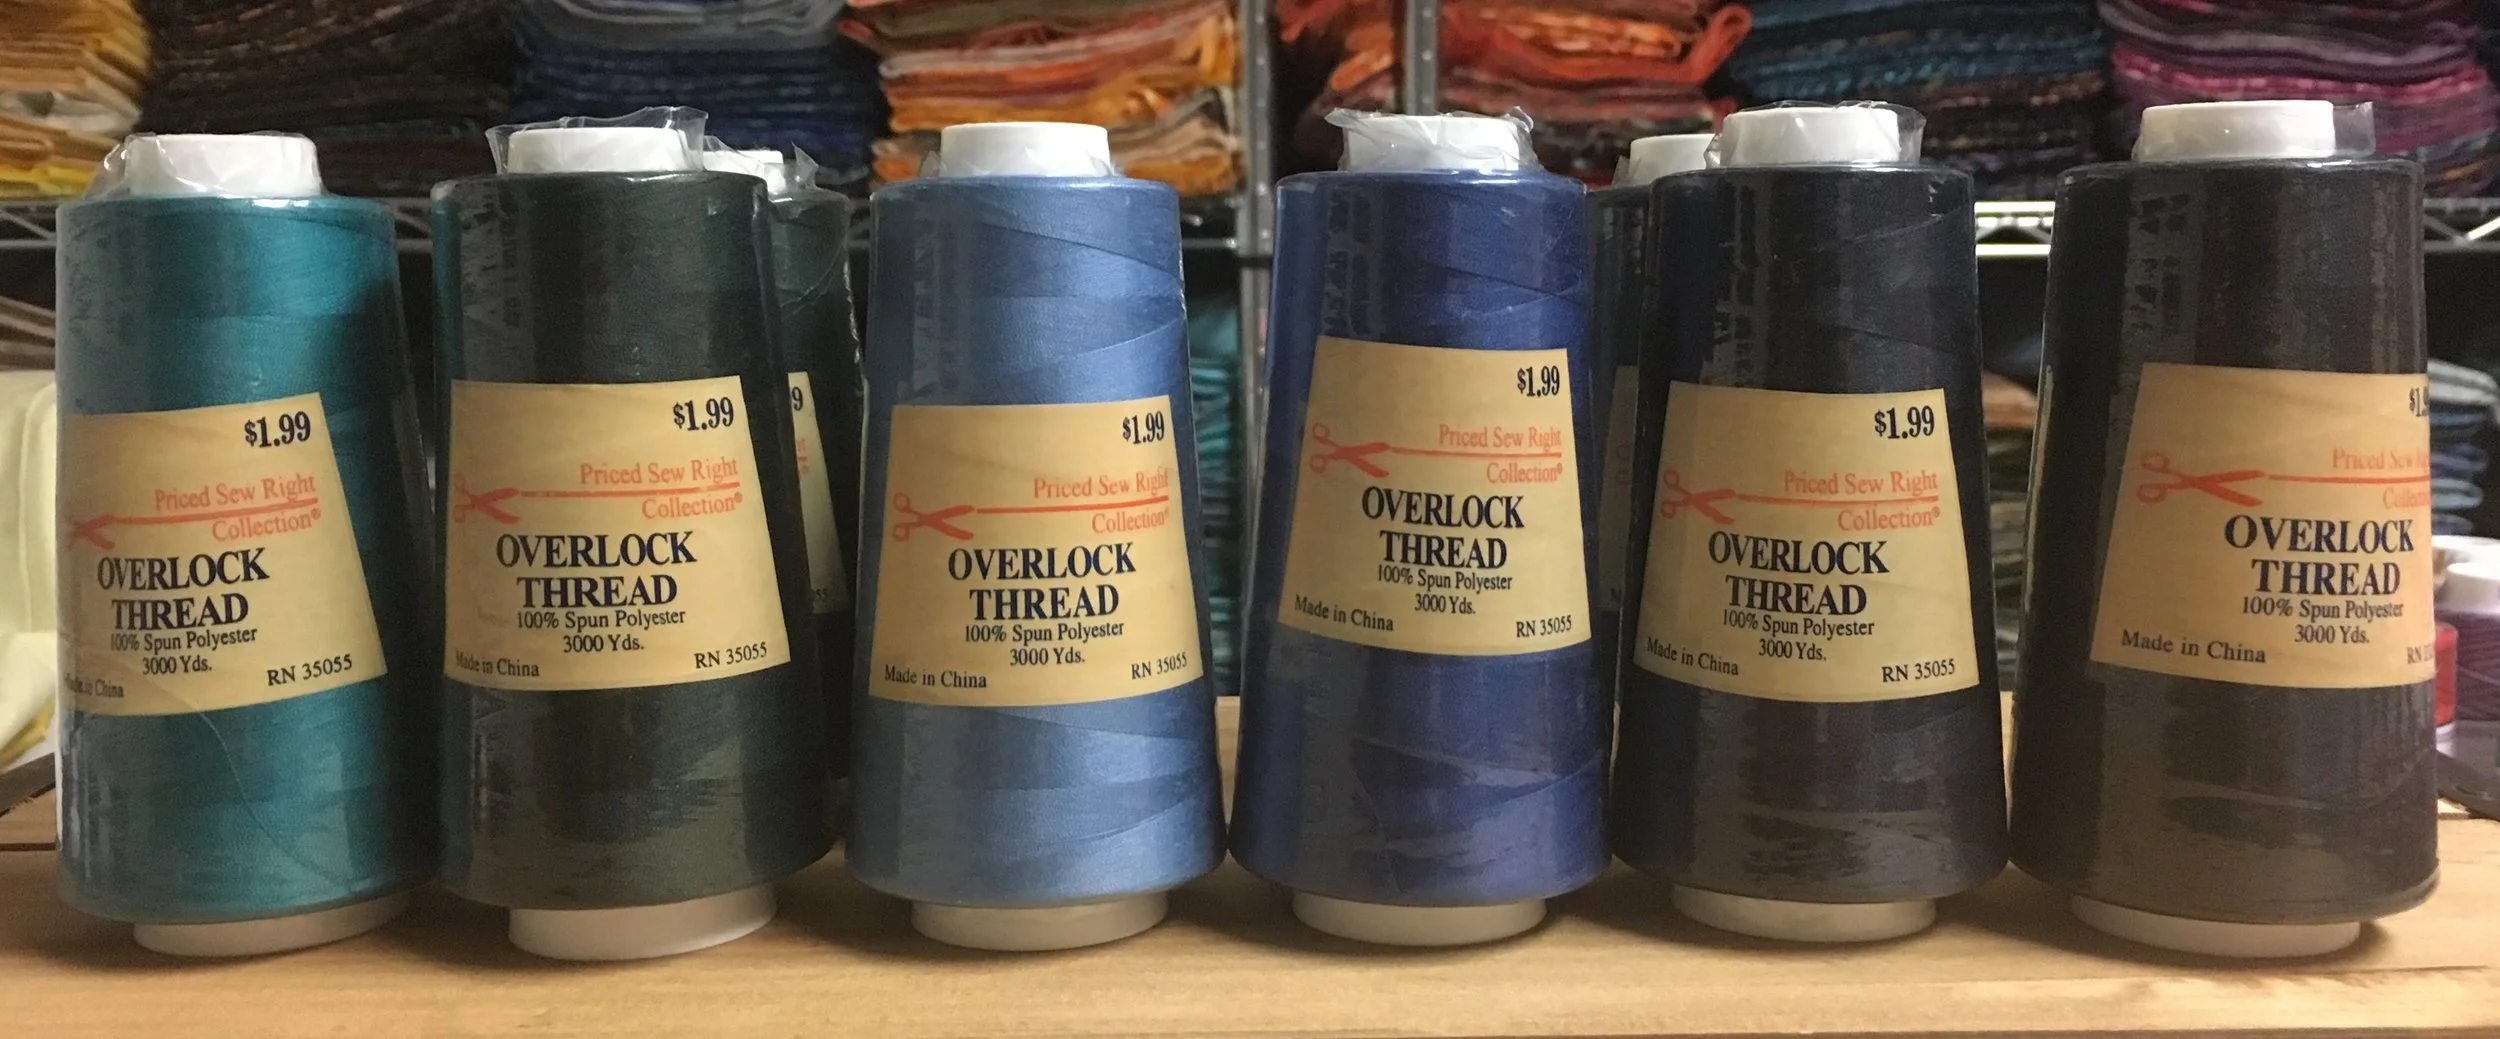 $1.99
Priced Sew Right
Collection®
OVERLOCK
THREAD
100% Spun Polyester
3000 Yds.
RN 35055
$1.99
Priced Sew Right
Collection®
OVERLOCK
THREAD
100% Spun Polyester
3000 Yds.
Made in China
RN 35055
$1.99
Priced Sew Right
Collection®
OVERLOCK
THREAD
100% Spun Polyester
3000 Yds.
Made in China
RN 35055
$1.99
Priced Sew Right
Collection®
OVERLOCK
THREAD
100% Spun Polyester
3000 Yds.
Made in China
RN 35055
$1.99
Priced Sew Right
Collection®
OVERLOCK
THREAD
100% Spun Polyester
3000 Yds.
Made in China
RN 35055
Priced Sew
OVERLOCK
THREAD
100% Spun Polyester
3000 Yds.
Made in China
RN